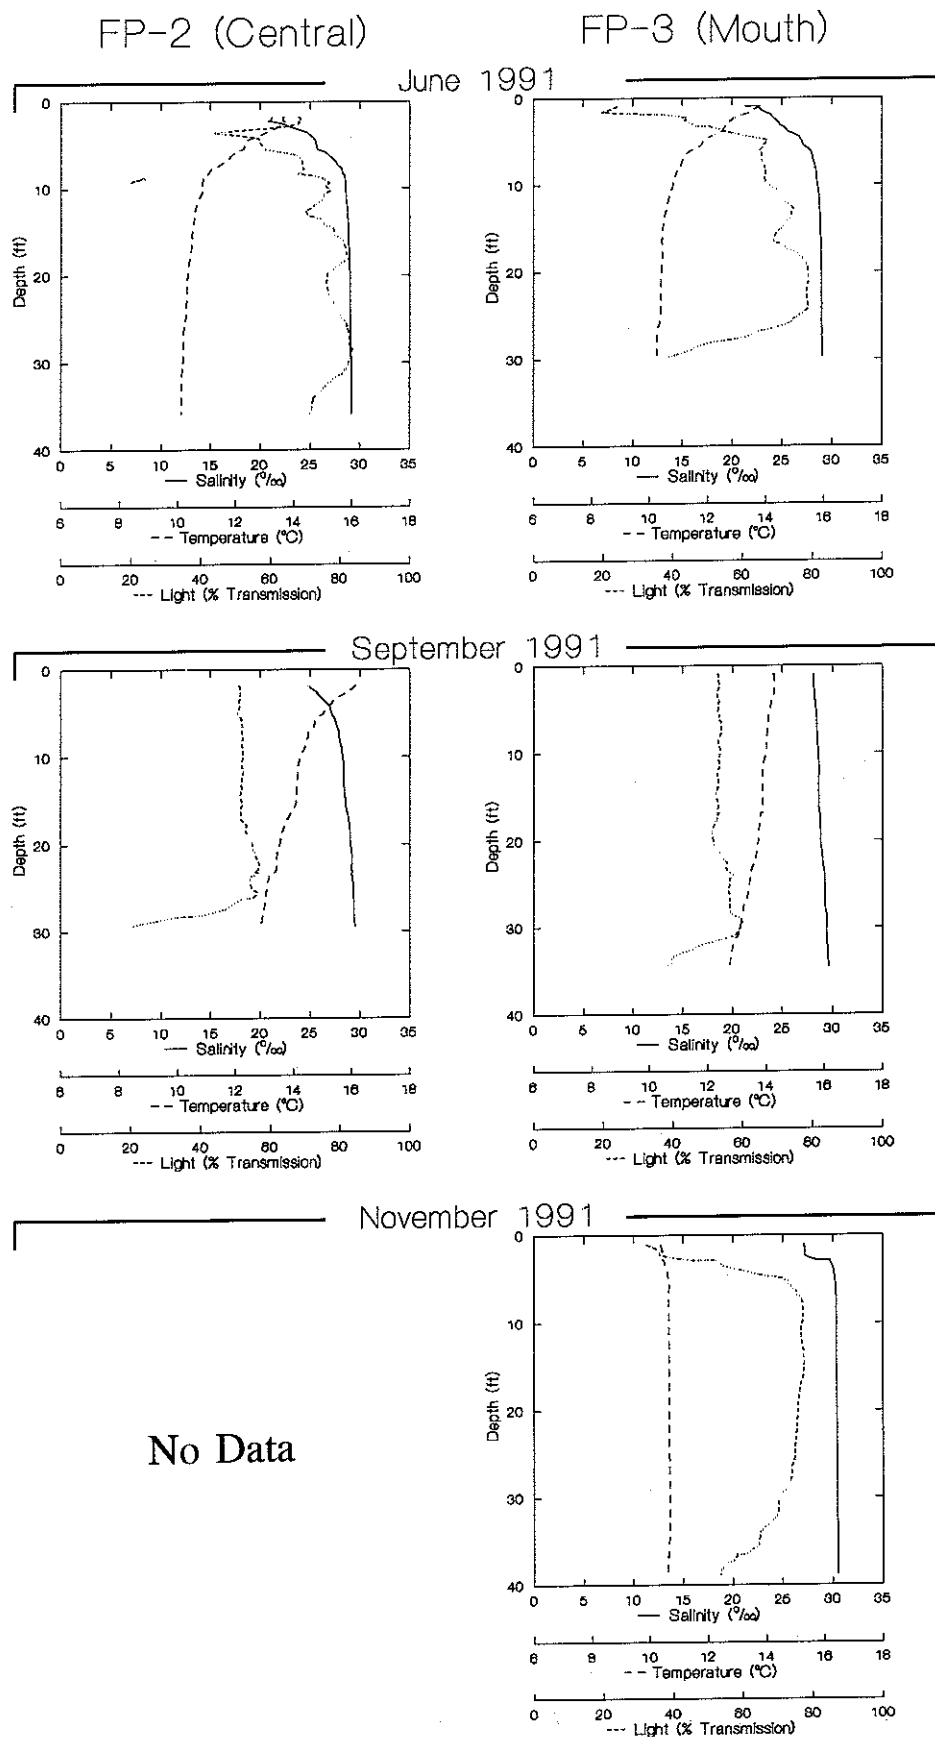 FP-2 (Central) FP-3 (Mouth)
June 1991
0 0
10 10
Depth (ft) Depth (ft)
20 20
30 30
40 40
0 5 10 15 20 25 30 35 0 5 10 15 20 25 30 35
— Salinity (‰) — Salinity (‰)
6 8 10 12 14 16 18 6 8 10 12 14 16 18
-- Temperature (°C) -- Temperature (°C)
0 20 40 60 80 100 0 20 40 60 80 100
--- Light (% Transmission) --- Light (% Transmission)
September 1991
0 0
10 10
Depth (ft) Depth (ft)
20 20
30 30
40 40
0 5 10 15 20 25 30 35 0 5 10 15 20 25 30 35
— Salinity (‰) — Salinity (‰)
6 8 10 12 14 16 18 6 8 10 12 14 16 18
-- Temperature (°C) -- Temperature (°C)
0 20 40 60 80 100 0 20 40 60 80 100
--- Light (% Transmission) --- Light (% Transmission)
November 1991
No Data
0
10
Depth (ft)
20
30
40
0 5 10 15 20 25 30 35
— Salinity (‰)
6 8 10 12 14 16 18
-- Temperature (°C)
0 20 40 60 80 100
--- Light (% Transmission)